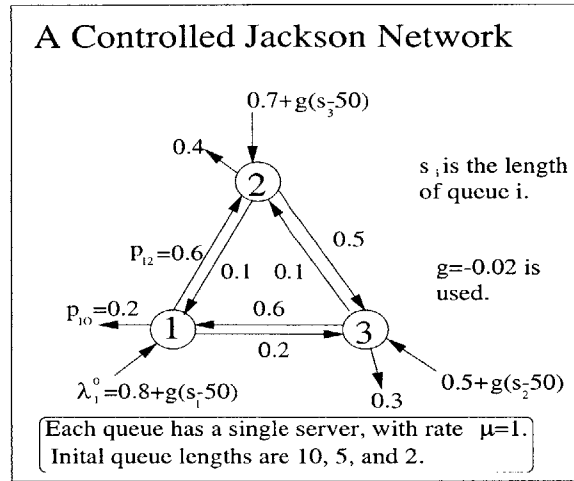 A Controlled Jackson Network
0.7+g(s₃-50)
0.4
2
s ᵢ is the length
of queue i.
0.5
p₁₂=0.6
0.1
0.1
g=-0.02 is
used.
p₁₀=0.2
0.6
1
3
0.2
λ₁⁰=0.8+g(s₁-50)
0.3
0.5+g(s₂-50)
Each queue has a single server, with rate μ=1.
Inital queue lengths are 10, 5, and 2.